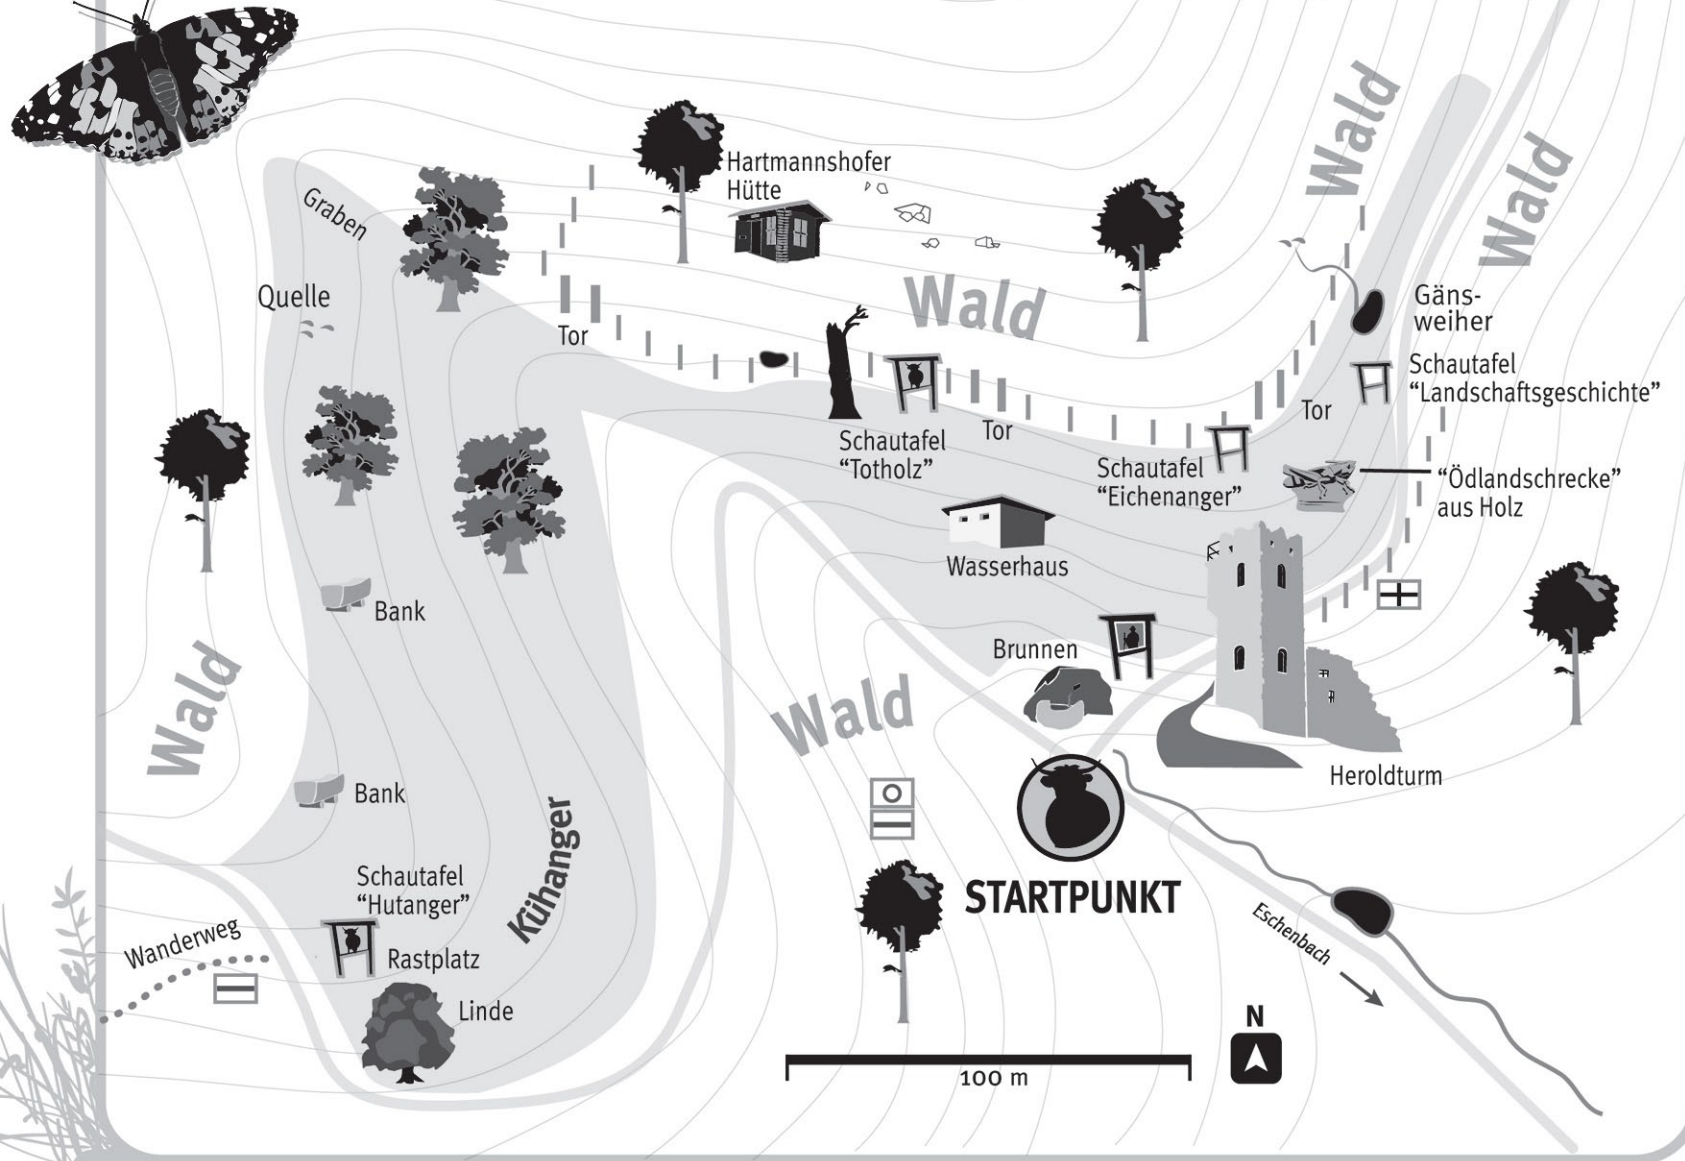 Wald
Wald
Hartmannshofer
Hütte
Graben
Quelle
Tor
Wald
Gäns-
weiher
Schautafel
“Landschaftsgeschichte”
Tor
Tor
Schautafel
“Totholz”
Schautafel
“Eichenanger”
“Ödlandschrecke”
aus Holz
Wasserhaus
Bank
Brunnen
Wald
Wald
Heroldturm
Bank
Kühanger
Schautafel
“Hutanger”
STARTPUNKT
Eschenbach
Wanderweg
Rastplatz
Linde
N
100 m